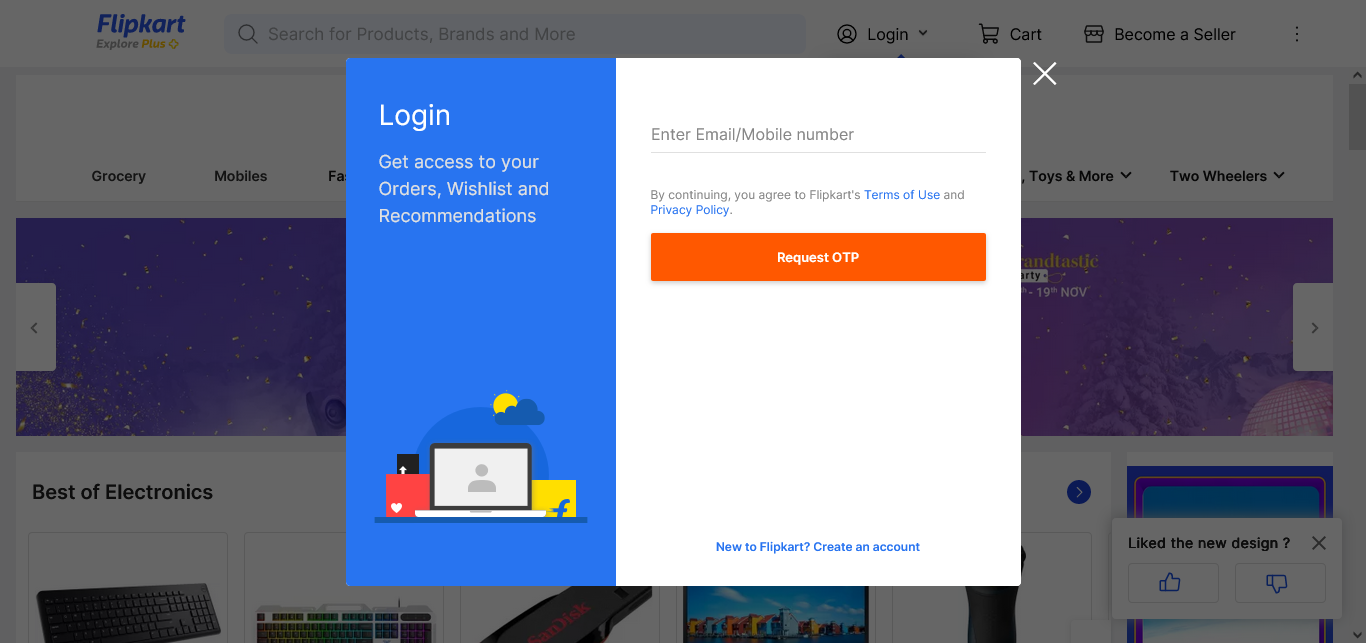 Flipkart
Explore Plus
Search for Products, Brands and More
Login
Cart
Become a Seller
Login
Get access to your
Orders, Wishlist and
Recommendations
Enter Email/Mobile number
By continuing, you agree to Flipkart's Terms of Use and
Privacy Policy.
Request OTP
New to Flipkart? Create an account
Grocery
Mobiles
, Toys & More
Two Wheelers
- 19th NOV
Best of Electronics
SanDisk
Liked the new design ?